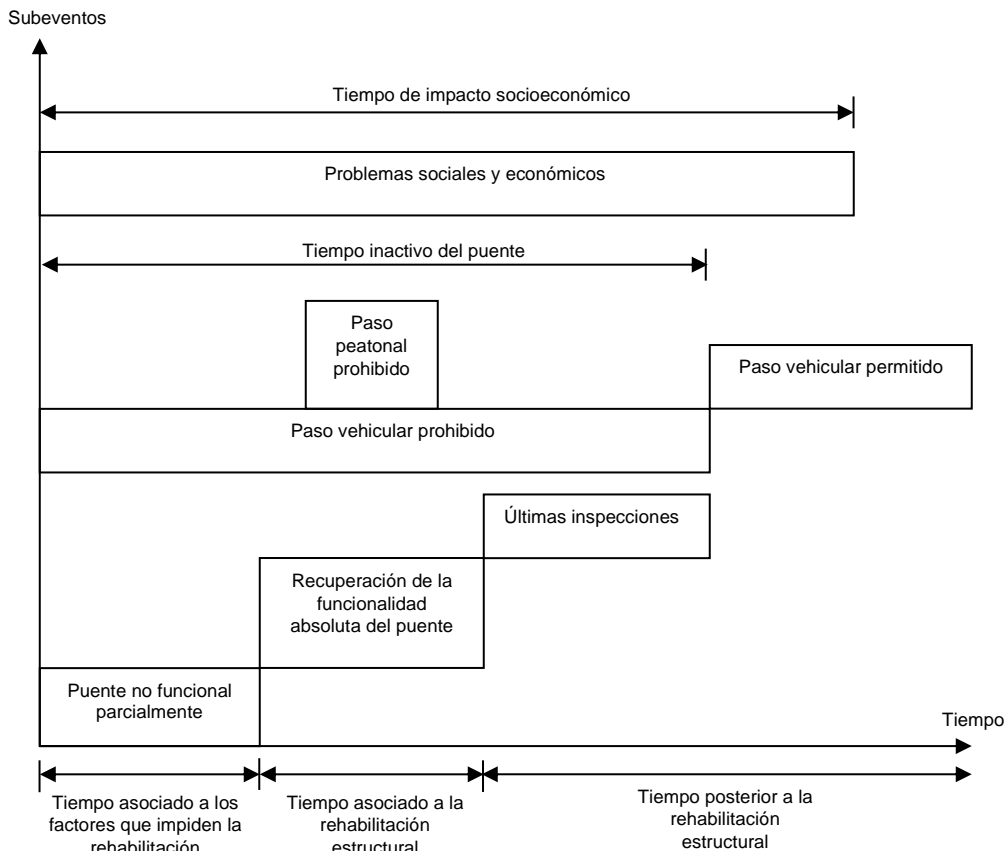 Subeventos
Tiempo de impacto socioeconómico
Problemas sociales y económicos
Tiempo inactivo del puente
Paso
peatonal
prohibido
Paso vehicular permitido
Paso vehicular prohibido
Últimas inspecciones
Recuperación de la
funcionalidad
absoluta del puente
Puente no funcional
parcialmente
Tiempo
Tiempo asociado a los
factores que impiden la
rehabilitación
Tiempo asociado a la
rehabilitación
estructural
Tiempo posterior a la
rehabilitación
estructural